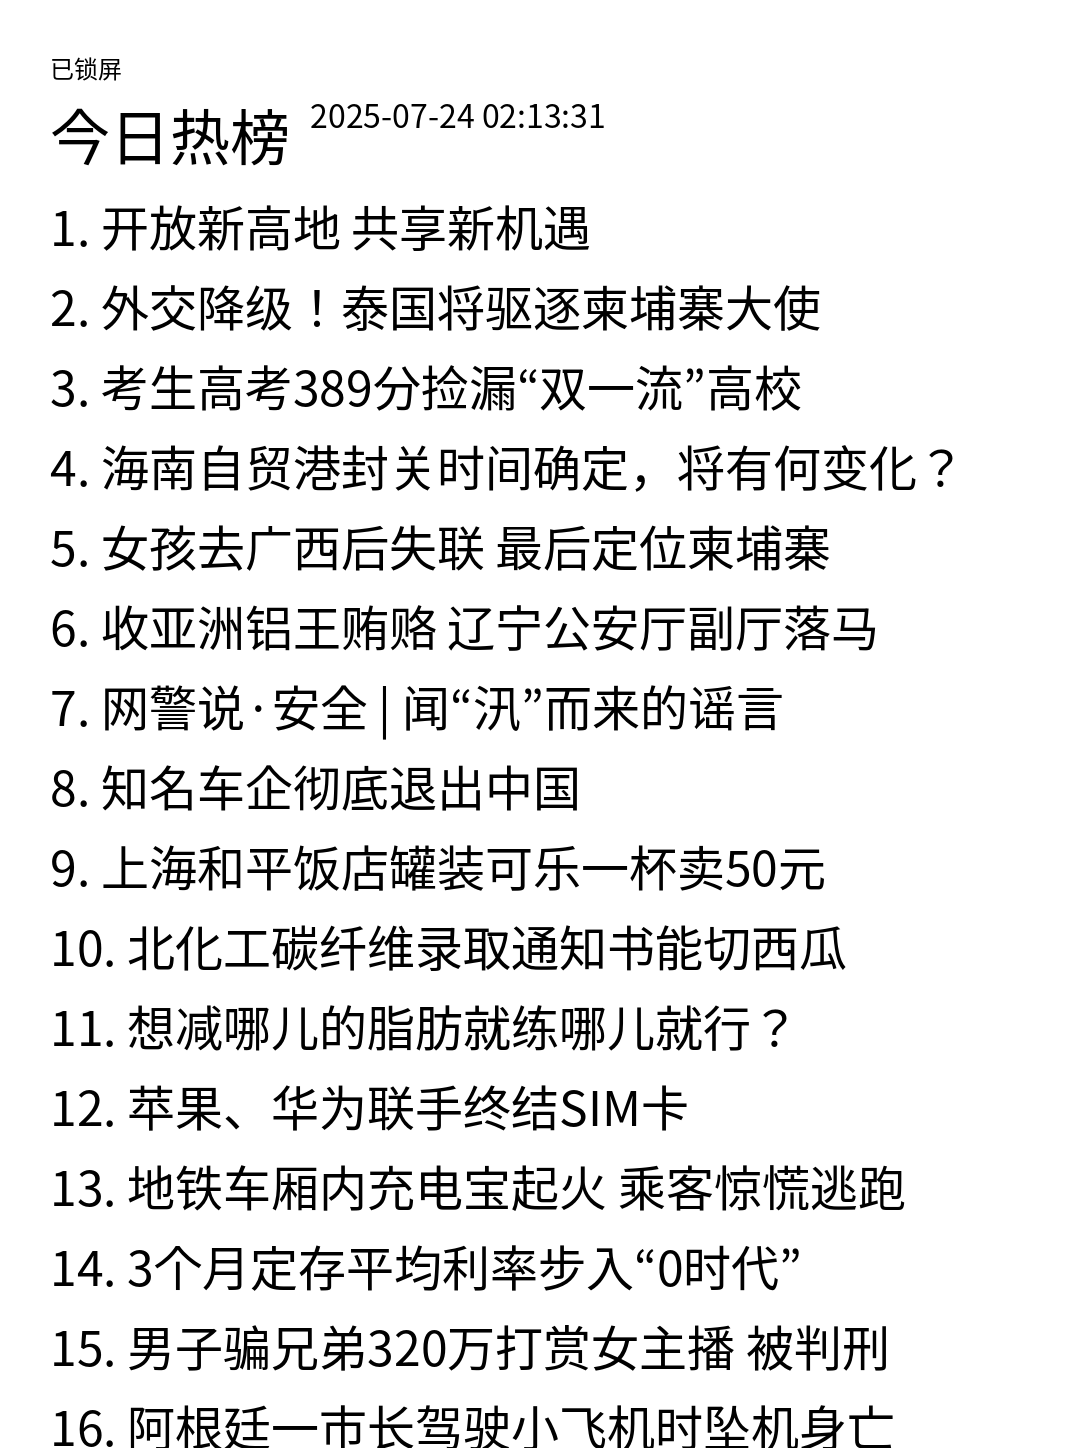 已锁屏
今日热榜 2025-07-24 02:13:31
1. 开放新高地 共享新机遇
2. 外交降级！泰国将驱逐柬埔寨大使
3. 考生高考389分捡漏“双一流”高校
4. 海南自贸港封关时间确定，将有何变化？
5. 女孩去广西后失联 最后定位柬埔寨
6. 收亚洲铝王贿赂 辽宁公安厅副厅落马
7. 网警说·安全 | 闻“汛”而来的谣言
8. 知名车企彻底退出中国
9. 上海和平饭店罐装可乐一杯卖50元
10. 北化工碳纤维录取通知书能切西瓜
11. 想减哪儿的脂肪就练哪儿就行？
12. 苹果、华为联手终结SIM卡
13. 地铁车厢内充电宝起火 乘客惊慌逃跑
14. 3个月定存平均利率步入“0时代”
15. 男子骗兄弟320万打赏女主播 被判刑
16. 阿根廷一市长驾驶小飞机时坠机身亡